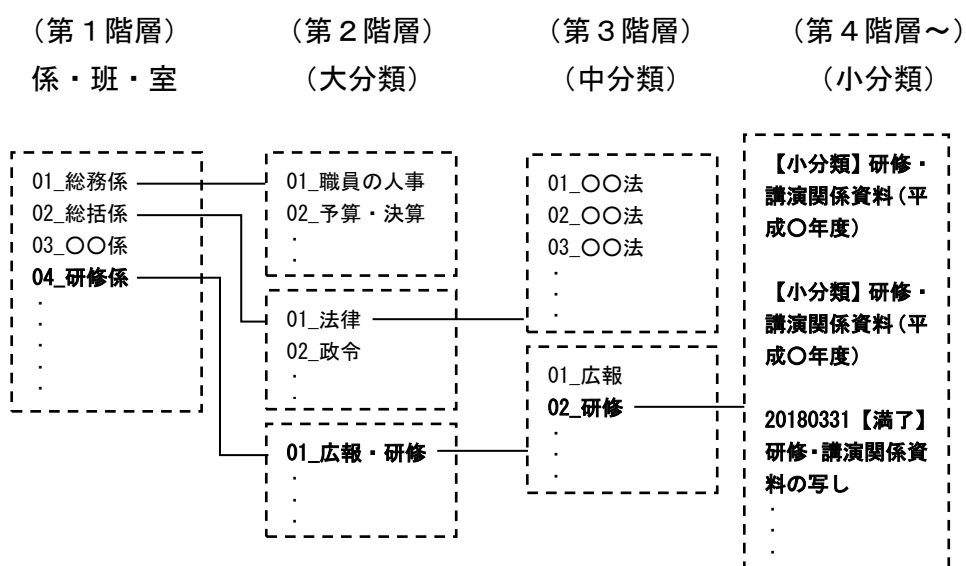 （第１階層）
係・班・室
（第２階層）
（大分類）
（第３階層）
（中分類）
（第４階層～）
（小分類）
01_総務係
02_総括係
03_〇〇係
04_研修係
.
.
.
.
.
01_職員の人事
02_予算・決算
.
.
01_法律
02_政令
.
.
01_広報・研修
.
.
.
01_〇〇法
02_〇〇法
03_〇〇法
.
.
01_広報
02_研修
.
.
.
【小分類】研修・
講演関係資料（平
成〇年度）
【小分類】研修・
講演関係資料（平
成〇年度）
20180331【満了】
研修・講演関係資
料の写し
.
.
.